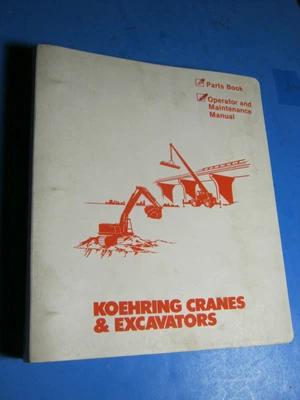 Parts Book
Operator and
Maintenance
Manual
KOEHRING CRANES
& EXCAVATORS